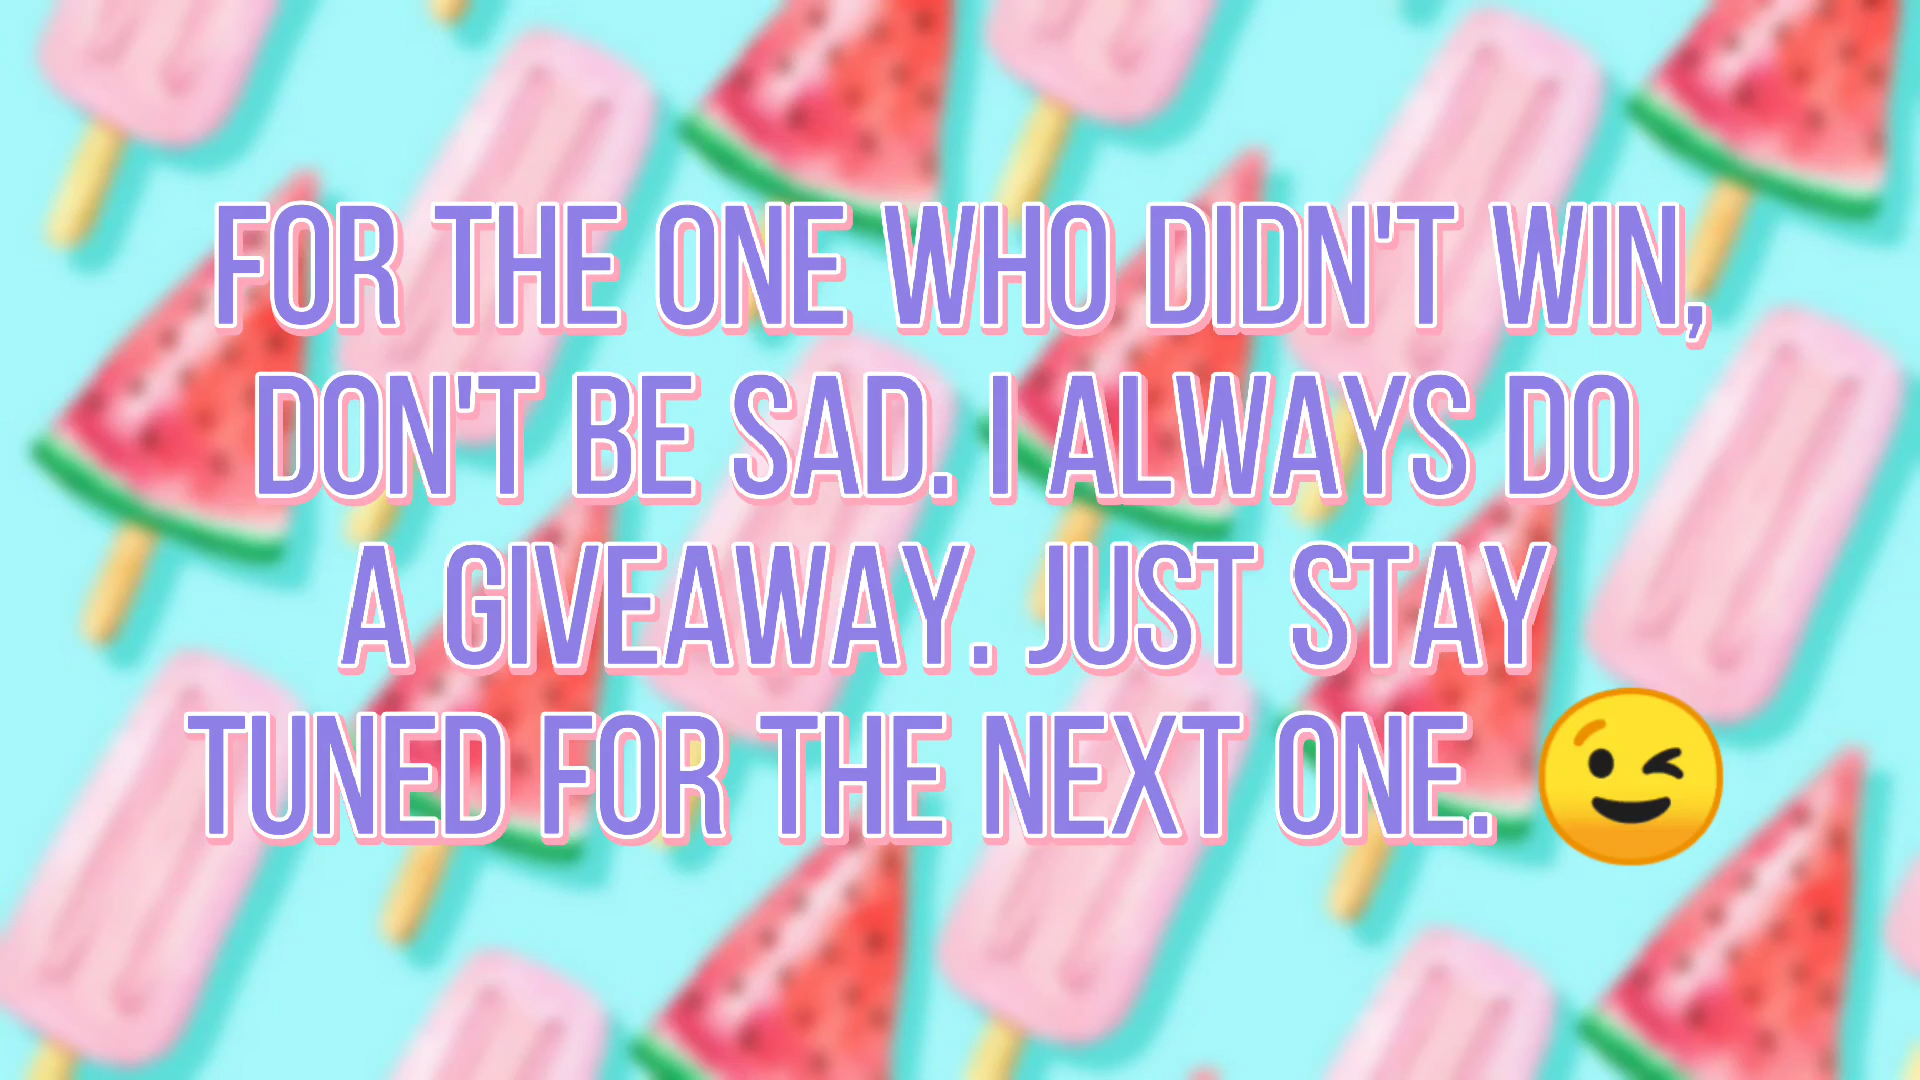 FOR THE ONE WHO DIDN'T WIN,
DON'T BE SAD. I ALWAYS DO
A GIVEAWAY. JUST STAY
TUNED FOR THE NEXT ONE. 😉